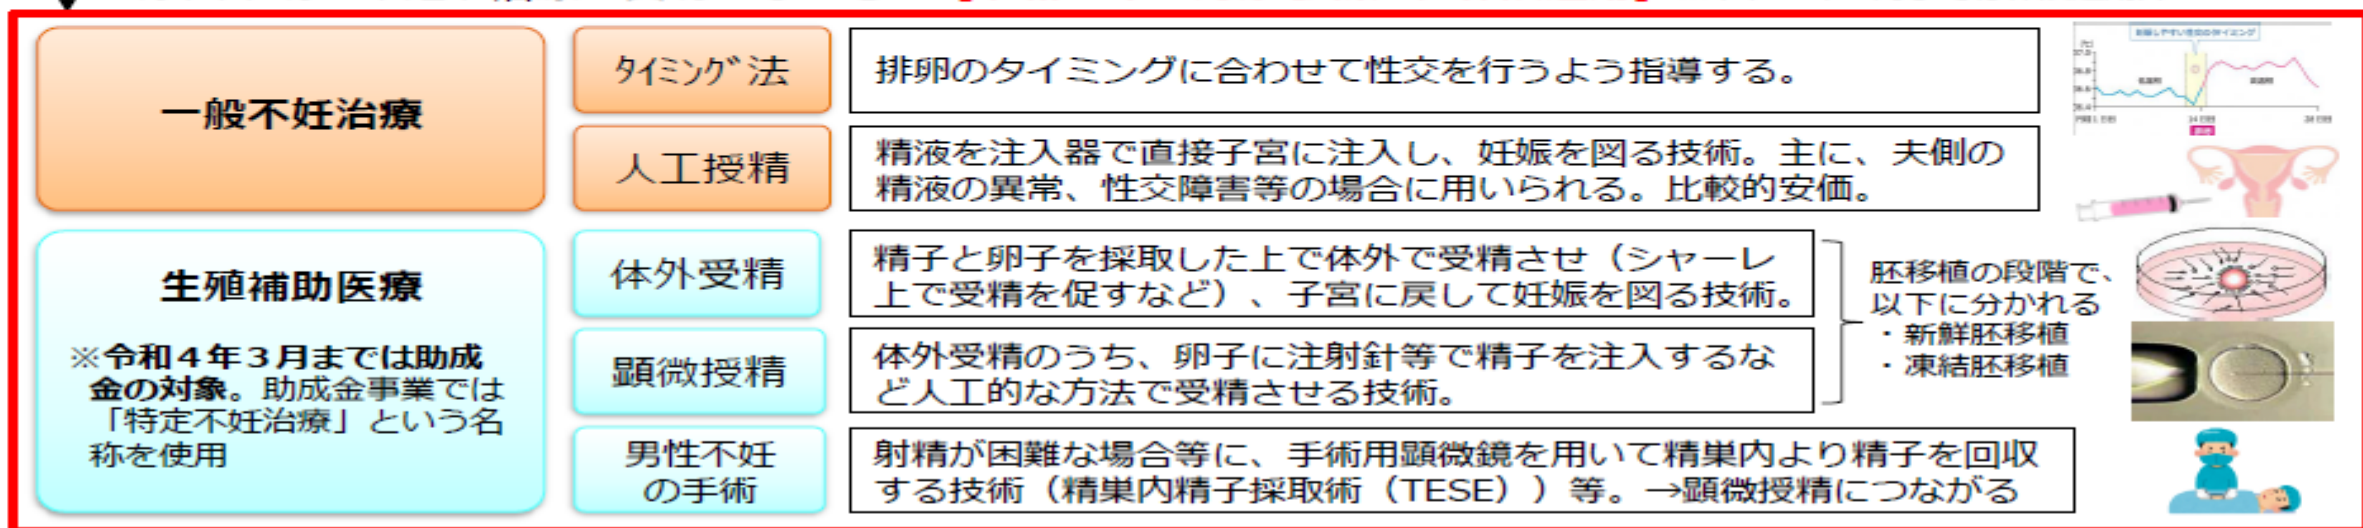 一般不妊治療
ﾀｲﾐﾝｸﾞ法
排卵のタイミングに合わせて性交を行うよう指導する。
人工授精
精液を注入器で直接子宮に注入し、妊娠を図る技術。主に、夫側の
精液の異常、性交障害等の場合に用いられる。比較的安価。
生殖補助医療
※令和４年３月までは助成
金の対象。助成金事業では
「特定不妊治療」という名
称を使用
体外受精
精子と卵子を採取した上で体外で受精させ（シャーレ
上で受精を促すなど）、子宮に戻して妊娠を図る技術。
顕微授精
体外受精のうち、卵子に注射針等で精子を注入するな
ど人工的な方法で受精させる技術。
胚移植の段階で、
以下に分かれる
・新鮮胚移植
・凍結胚移植
男性不妊
の手術
射精が困難な場合等に、手術用顕微鏡を用いて精巣内より精子を回収
する技術（精巣内精子採取術（TESE））等。→顕微授精につながる